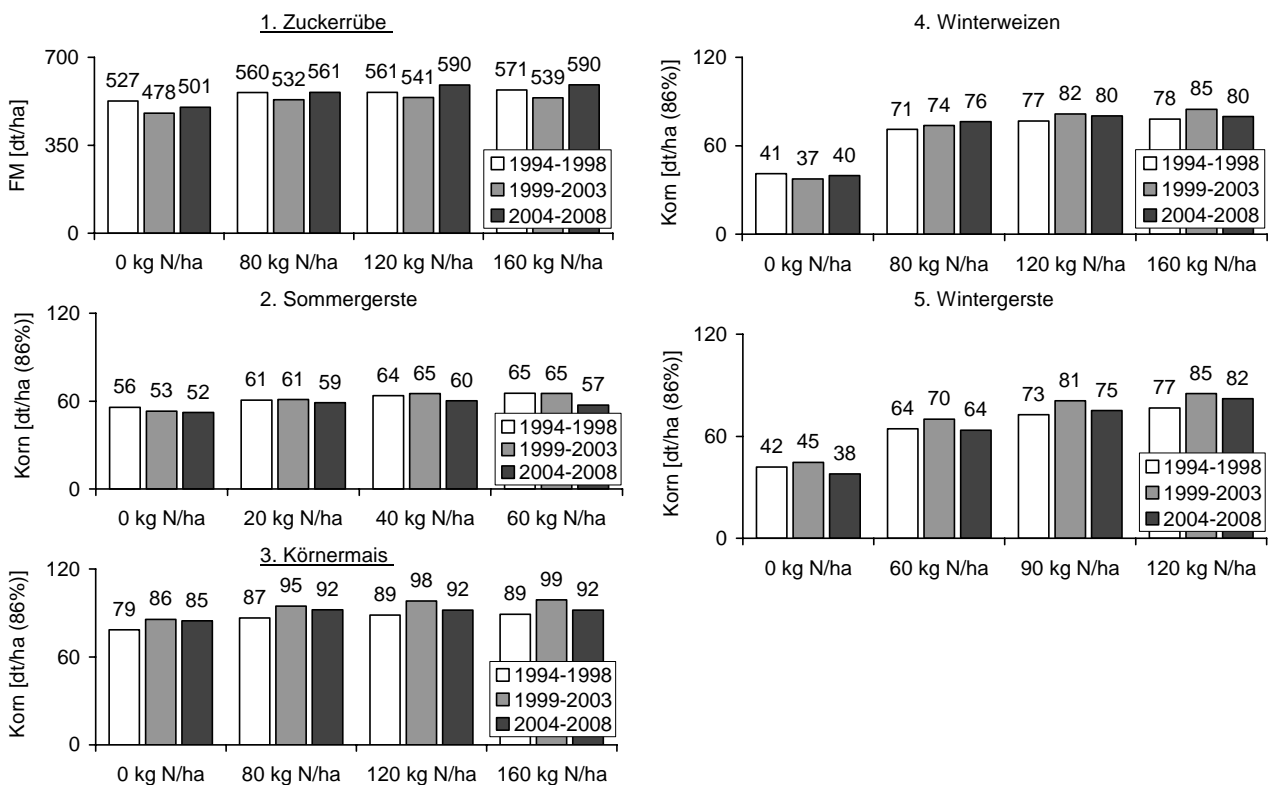 1. Zuckerrübe
FM [dt/ha]
700
350
0
527 478 501
560 532 561
561 541 590
571 539 590
1994-1998
1999-2003
2004-2008
0 kg N/ha 80 kg N/ha 120 kg N/ha 160 kg N/ha
2. Sommergerste
Korn [dt/ha (86%)]
120
60
0
56 53 52
61 61 59
64 65 60
65 65 57
1994-1998
1999-2003
2004-2008
0 kg N/ha 20 kg N/ha 40 kg N/ha 60 kg N/ha
3. Körnermais
Korn [dt/ha (86%)]
120
60
0
79 86 85
87 95 92
89 98 92
89 99 92
1994-1998
1999-2003
2004-2008
0 kg N/ha 80 kg N/ha 120 kg N/ha 160 kg N/ha
4. Winterweizen
Korn [dt/ha (86%)]
120
60
0
41 37 40
71 74 76
77 82 80
78 85 80
1994-1998
1999-2003
2004-2008
0 kg N/ha 80 kg N/ha 120 kg N/ha 160 kg N/ha
5. Wintergerste
Korn [dt/ha (86%)]
120
60
0
42 45 38
64 70 64
73 81 75
77 85 82
1994-1998
1999-2003
2004-2008
0 kg N/ha 60 kg N/ha 90 kg N/ha 120 kg N/ha